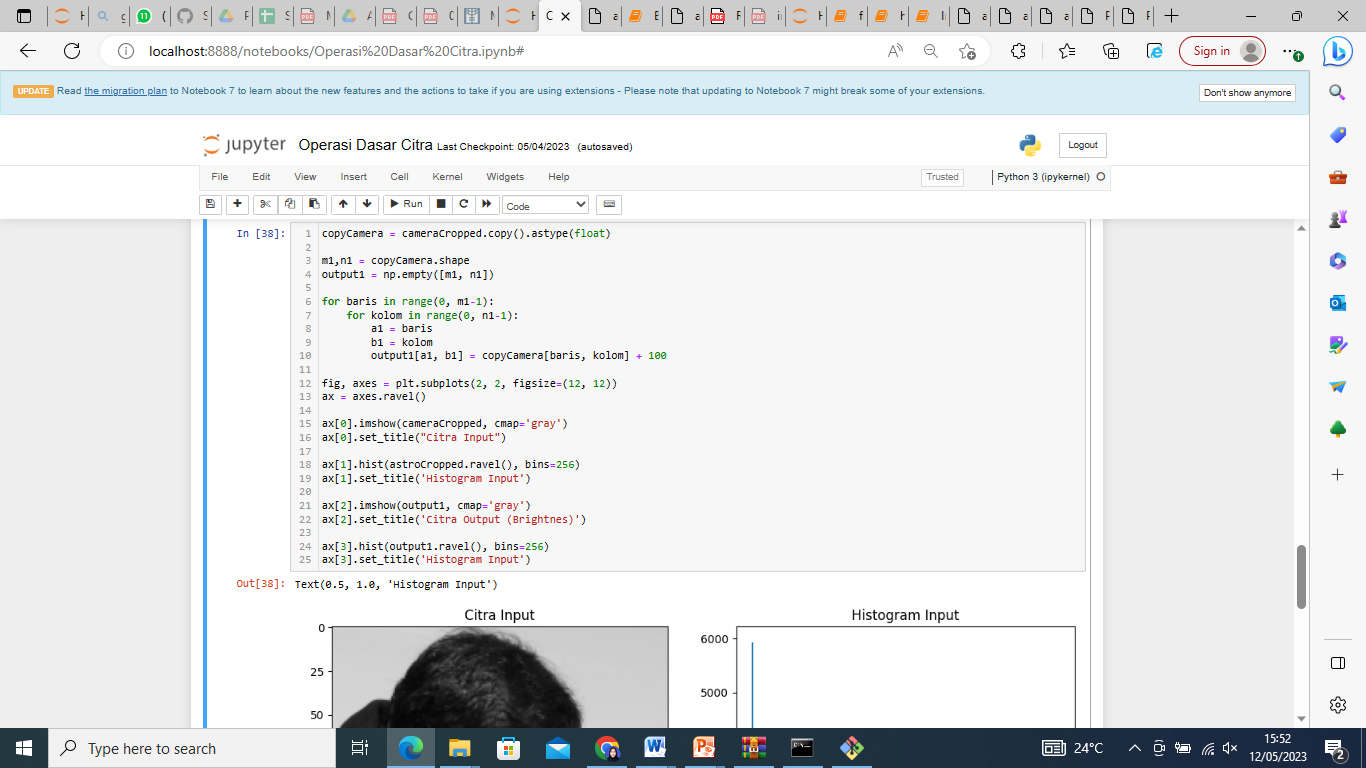 Operasi Dasar Citra
localhost:8888/notebooks/Operasi%20Dasar%20Citra.ipynb#
Sign in
UPDATE Read the migration plan to Notebook 7 to learn about the new features and the actions to take if you are using extensions - Please note that updating to Notebook 7 might break some of your extensions.
Don't show anymore
jupyter Operasi Dasar Citra Last Checkpoint: 05/04/2023 (autosaved)
Logout
File Edit View Insert Cell Kernel Widgets Help
Trusted Python 3 (ipykernel)
Run Code
In [38]:
1 copyCamera = cameraCropped.copy().astype(float)
2
3 m1,n1 = copyCamera.shape
4 output1 = np.empty([m1, n1])
5
6 for baris in range(0, m1-1):
7     for kolom in range(0, n1-1):
8         a1 = baris
9         b1 = kolom
10         output1[a1, b1] = copyCamera[baris, kolom] + 100
11
12 fig, axes = plt.subplots(2, 2, figsize=(12, 12))
13 ax = axes.ravel()
14
15 ax[0].imshow(cameraCropped, cmap='gray')
16 ax[0].set_title("Citra Input")
17
18 ax[1].hist(astroCropped.ravel(), bins=256)
19 ax[1].set_title('Histogram Input')
20
21 ax[2].imshow(output1, cmap='gray')
22 ax[2].set_title('Citra Output (Brightnes)')
23
24 ax[3].hist(output1.ravel(), bins=256)
25 ax[3].set_title('Histogram Input')
Out[38]: Text(0.5, 1.0, 'Histogram Input')
Citra Input
0
25
50
Histogram Input
6000
5000
Type here to search
24°C
15:52
12/05/2023
2